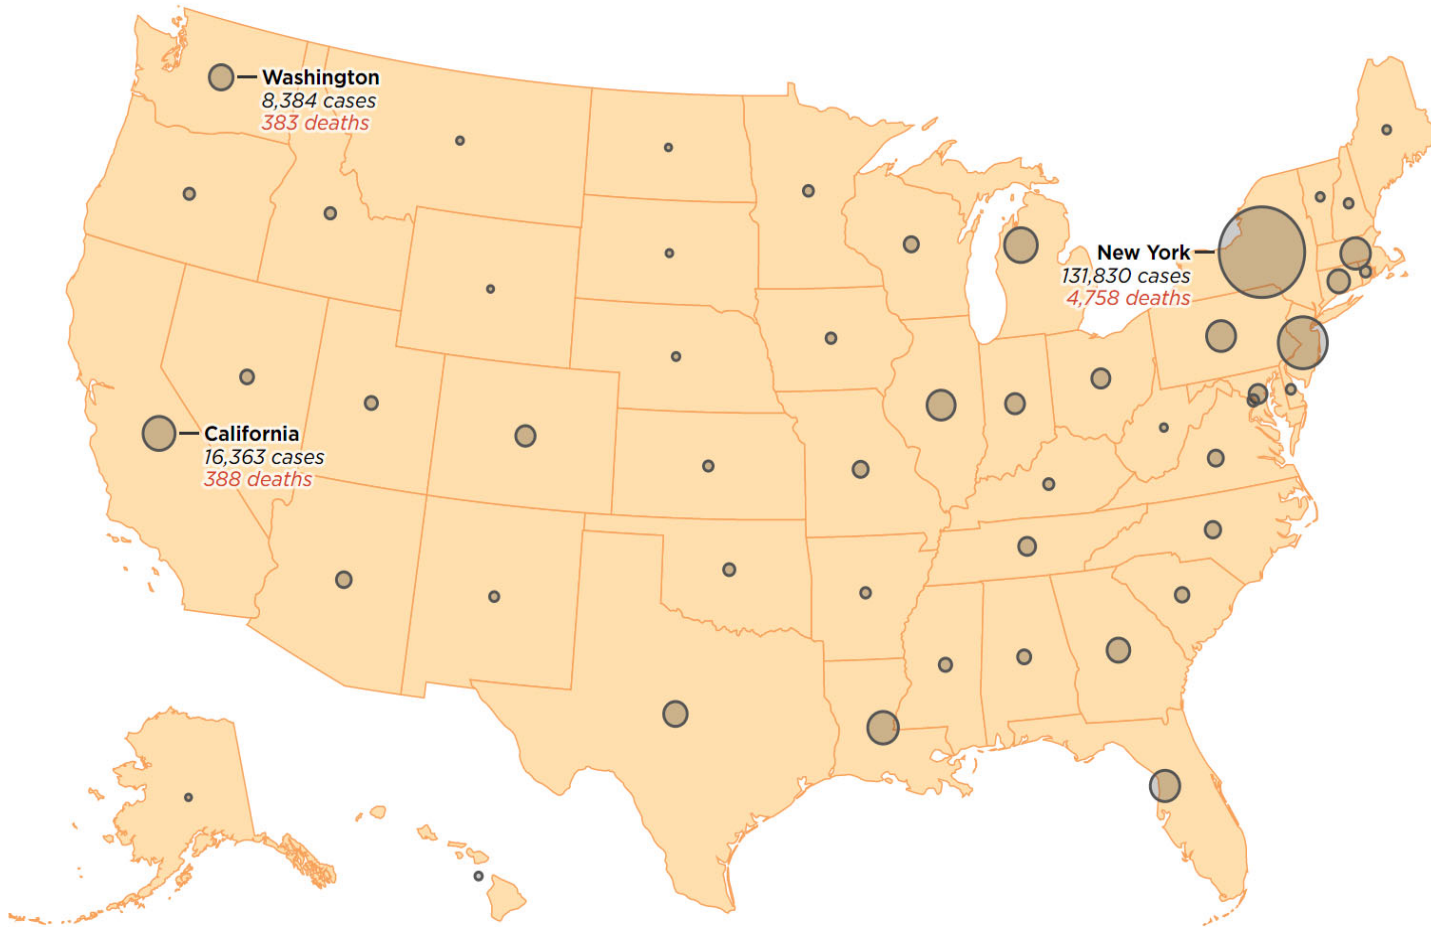 Washington
8,384 cases
383 deaths
New York
131,830 cases
4,758 deaths
California
16,363 cases
388 deaths